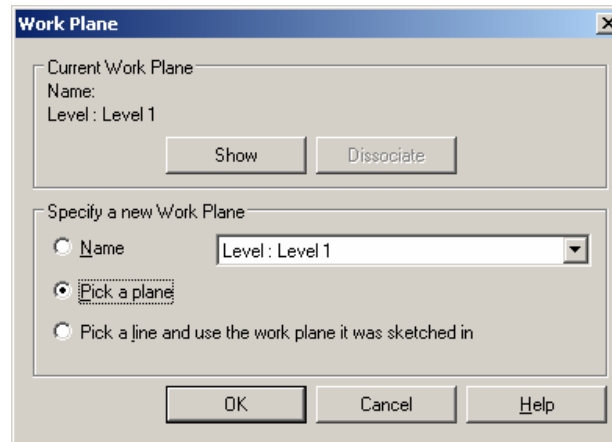 Work Plane
Current Work Plane
Name:
Level : Level 1
Show
Dissociate
Specify a new Work Plane
Name
Level : Level 1
Pick a plane
Pick a line and use the work plane it was sketched in
OK
Cancel
Help